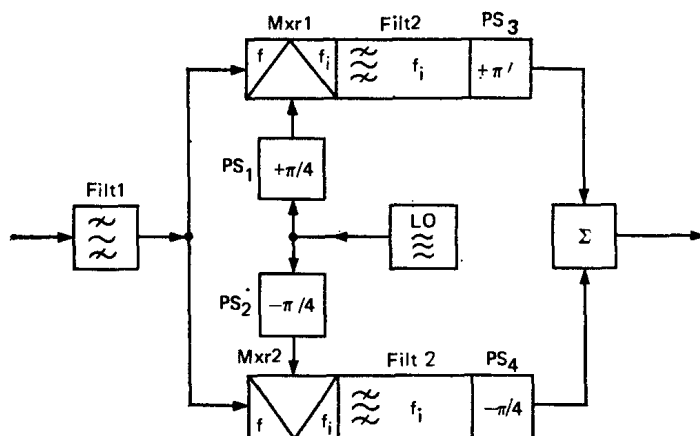 Mxr1
Filt2
PS3
f
fi
fi
+π'
PS1
+π/4
Filt1
LO
Σ
PS2
−π/4
Mxr2
Filt 2
PS4
f
fi
fi
−π/4